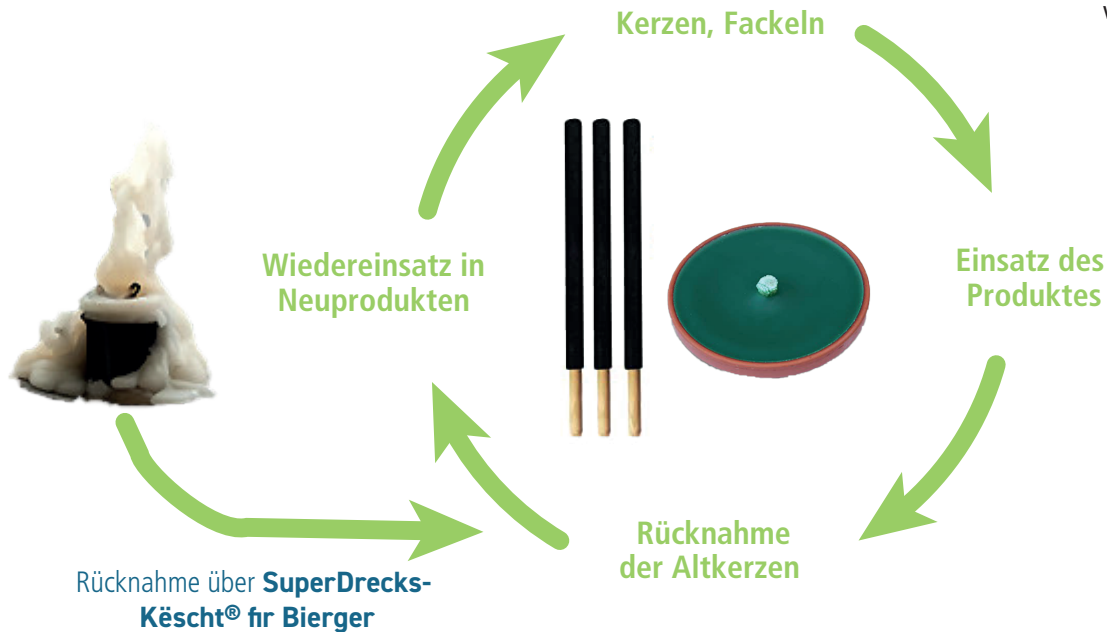 Kerzen, Fackeln
Wiedereinsatz in
Neuprodukten
Einsatz des
Produktes
Rücknahme
der Altkerzen
Rücknahme über SuperDrecks-
Këscht® fir Bierger